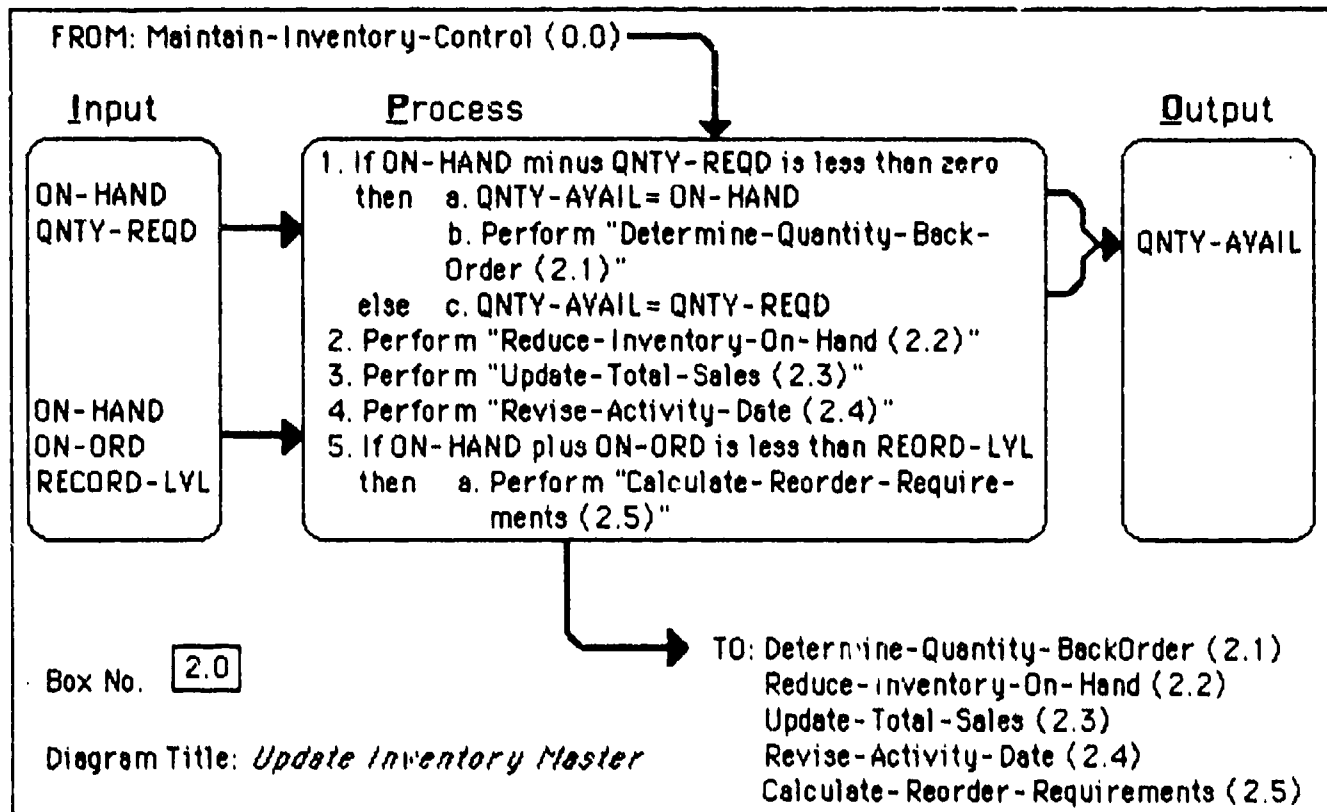 FROM: Maintain-Inventory-Control (0.0)
Input
Process
Output
ON-HAND
QNTY-REQD
ON-HAND
ON-ORD
RECORD-LVL
1. If ON-HAND minus QNTY-REQD is less than zero
then a. QNTY-AVAIL= ON-HAND
b. Perform "Determine-Quantity-Back-
Order (2.1)"
else c. QNTY-AVAIL= QNTY-REQD
2. Perform "Reduce-Inventory-On-Hand (2.2)"
3. Perform "Update-Total-Sales (2.3)"
4. Perform "Revise-Activity-Date (2.4)"
5. If ON-HAND plus ON-ORD is less than REORD-LVL
then a. Perform "Calculate-Reorder-Require-
ments (2.5)"
QNTY-AVAIL
Box No. 2.0
Diagram Title: Update Inventory Master
TO: Determine-Quantity-BackOrder (2.1)
Reduce-Inventory-On-Hand (2.2)
Update-Total-Sales (2.3)
Revise-Activity-Date (2.4)
Calculate-Reorder-Requirements (2.5)